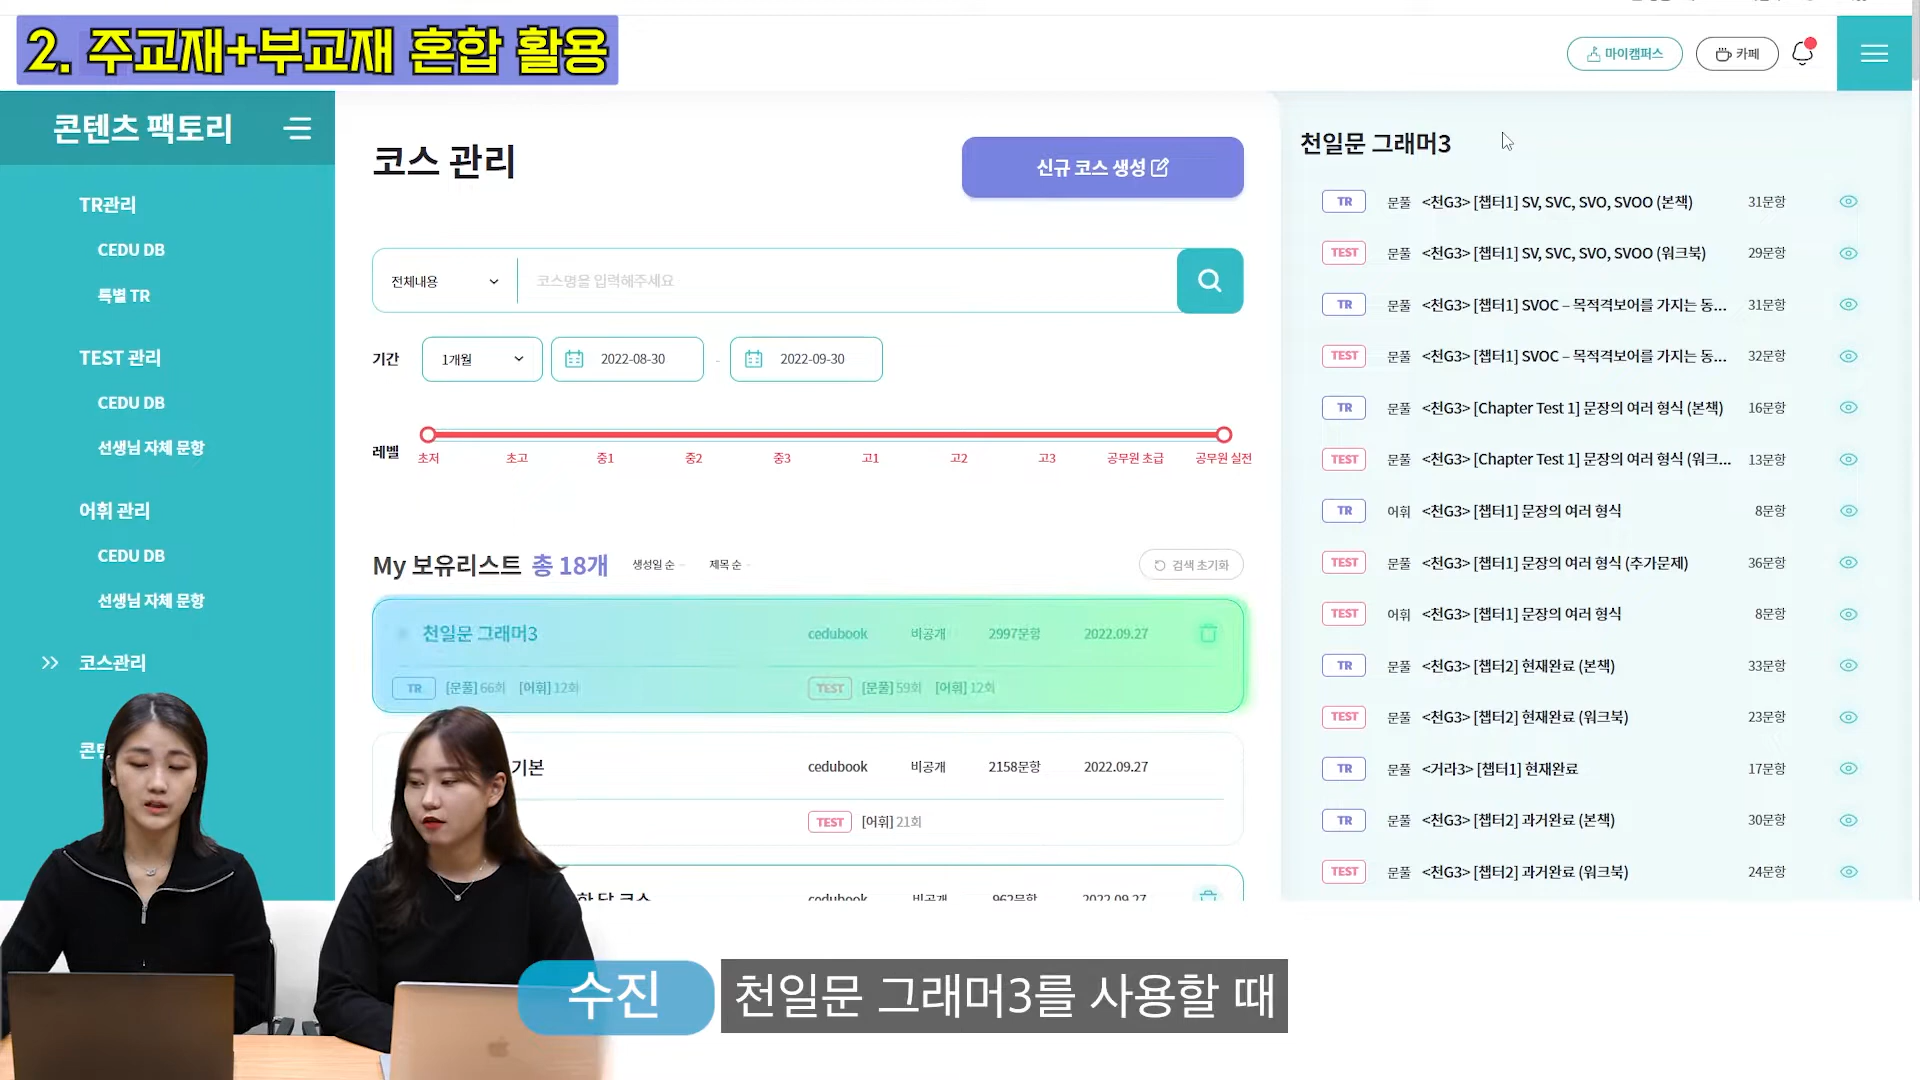 2. 주교재+부교재 혼합 활용
마이캠퍼스
카페
콘텐츠 팩토리
TR관리
CEDU DB
특별 TR
TEST 관리
CEDU DB
선생님 자체 문항
어휘 관리
CEDU DB
선생님 자체 문항
코스관리
코스 관리
신규 코스 생성
전체내용
코스명을 입력해주세요
기간
1개월
2022-08-30
-
2022-09-30
레벨
초저 초고 중1 중2 중3 고1 고2 고3 공무원 초급 공무원 실전
My 보유리스트 총 18개 생성일 순 제목 순
검색 초기화
천일문 그래머3 cedubook 비공개 2997문항 2022.09.27
TR [문풀] 66회 [어휘] 12회 TEST [문풀] 59회 [어휘] 12회
기본 cedubook 비공개 2158문항 2022.09.27
TEST [어휘] 21회
cedubook 비공개 962문항 2022.09.27
천일문 그래머3
TR 문풀 <천G3> [챕터1] SV, SVC, SVO, SVOO (본책) 31문항
TEST 문풀 <천G3> [챕터1] SV, SVC, SVO, SVOO (워크북) 29문항
TR 문풀 <천G3> [챕터1] SVOC – 목적격보어를 가지는 동... 31문항
TEST 문풀 <천G3> [챕터1] SVOC – 목적격보어를 가지는 동... 32문항
TR 문풀 <천G3> [Chapter Test 1] 문장의 여러 형식 (본책) 16문항
TEST 문풀 <천G3> [Chapter Test 1] 문장의 여러 형식 (워크... 13문항
TR 어휘 <천G3> [챕터1] 문장의 여러 형식 8문항
TEST 문풀 <천G3> [챕터1] 문장의 여러 형식 (추가문제) 36문항
TEST 어휘 <천G3> [챕터1] 문장의 여러 형식 8문항
TR 문풀 <천G3> [챕터2] 현재완료 (본책) 33문항
TEST 문풀 <천G3> [챕터2] 현재완료 (워크북) 23문항
TR 문풀 <거라3> [챕터1] 현재완료 17문항
TR 문풀 <천G3> [챕터2] 과거완료 (본책) 30문항
TEST 문풀 <천G3> [챕터2] 과거완료 (워크북) 24문항
수진
천일문 그래머3를 사용할 때